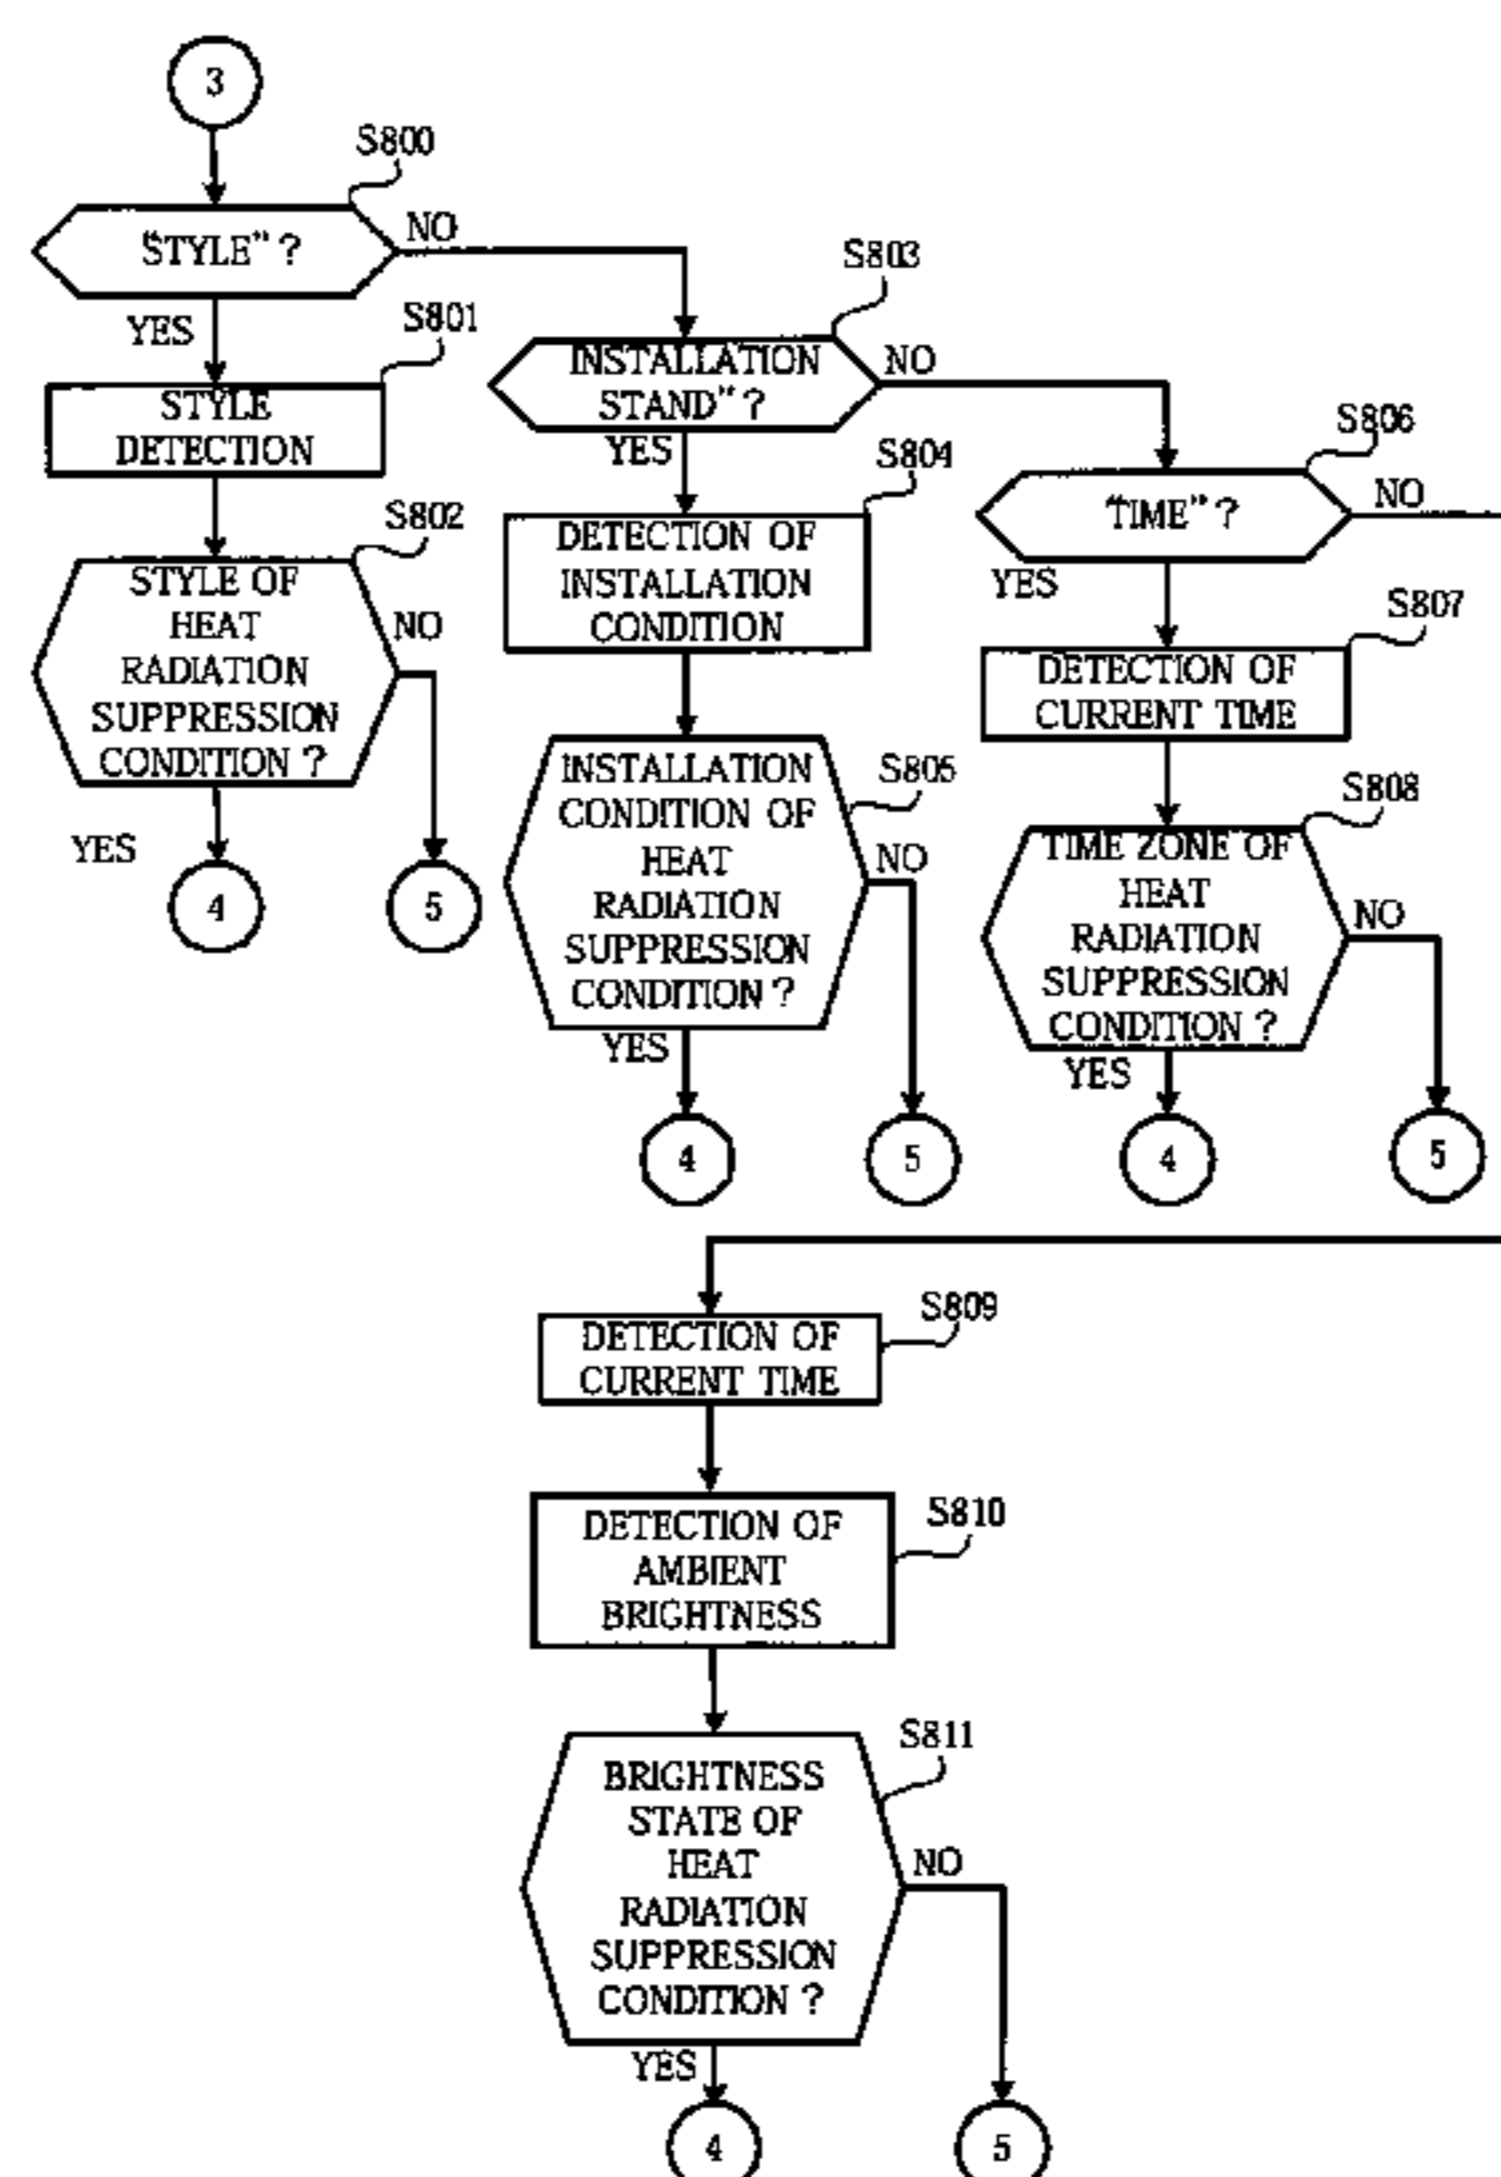 3
S800
“STYLE” ?
NO
YES
S801
STYLE
DETECTION
S802
STYLE OF
HEAT
RADIATION
SUPPRESSION
CONDITION ?
NO
YES
4
5
S803
INSTALLATION
STAND” ?
NO
YES
S804
DETECTION OF
INSTALLATION
CONDITION
S805
INSTALLATION
CONDITION OF
HEAT
RADIATION
SUPPRESSION
CONDITION ?
NO
YES
4
5
S806
“TIME” ?
NO
YES
S807
DETECTION OF
CURRENT TIME
S808
TIME ZONE OF
HEAT
RADIATION
SUPPRESSION
CONDITION ?
NO
YES
4
5
S809
DETECTION OF
CURRENT TIME
S810
DETECTION OF
AMBIENT
BRIGHTNESS
S811
BRIGHTNESS
STATE OF
HEAT
RADIATION
SUPPRESSION
CONDITION ?
NO
YES
4
5